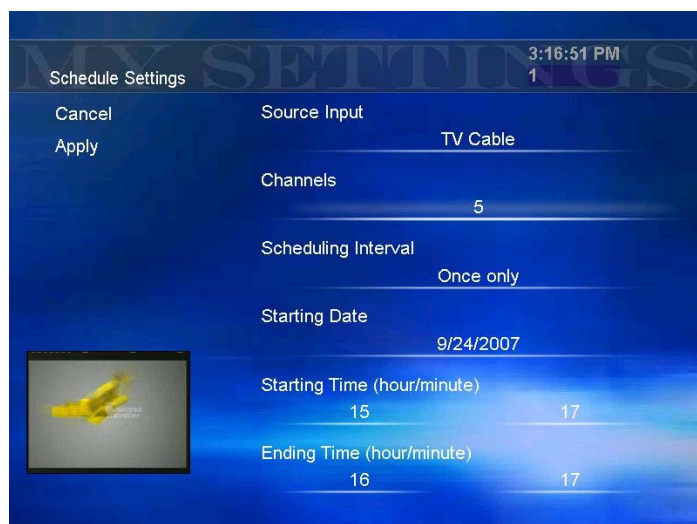 MY SETTINGS
3:16:51 PM
Schedule Settings
1
Cancel
Apply
Source Input
TV Cable
Channels
5
Scheduling Interval
Once only
Starting Date
9/24/2007
Starting Time (hour/minute)
15 17
Ending Time (hour/minute)
16 17
Business
Traveller